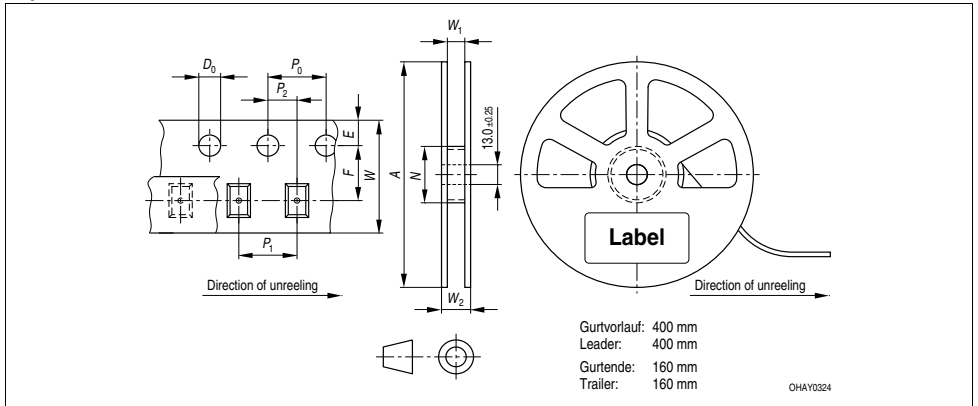 W1
D0
P0
P2
13.0 ±0.25
E
F
W
A
N
Label
P1
Direction of unreeling
W2
Direction of unreeling
Gurtvorlauf: 400 mm
Leader: 400 mm
Gurtende: 160 mm
Trailer: 160 mm
OHAY0324